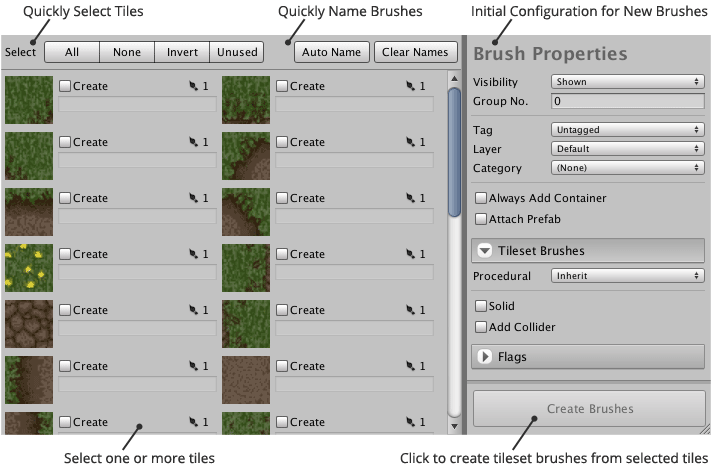 Quickly Select Tiles
Quickly Name Brushes
Initial Configuration for New Brushes
Select All None Invert Unused Auto Name Clear Names
Create 1 Create 1
Create 1 Create 1
Create 1 Create 1
Create 1 Create 1
Create 1 Create 1
Create 1 Create 1
Create 1 Create 1
Brush Properties
Visibility Shown
Group No. 0
Tag Untagged
Layer Default
Category (None)
Always Add Container
Attach Prefab
Tileset Brushes
Procedural Inherit
Solid
Add Collider
Flags
Create Brushes
Select one or more tiles
Click to create tileset brushes from selected tiles